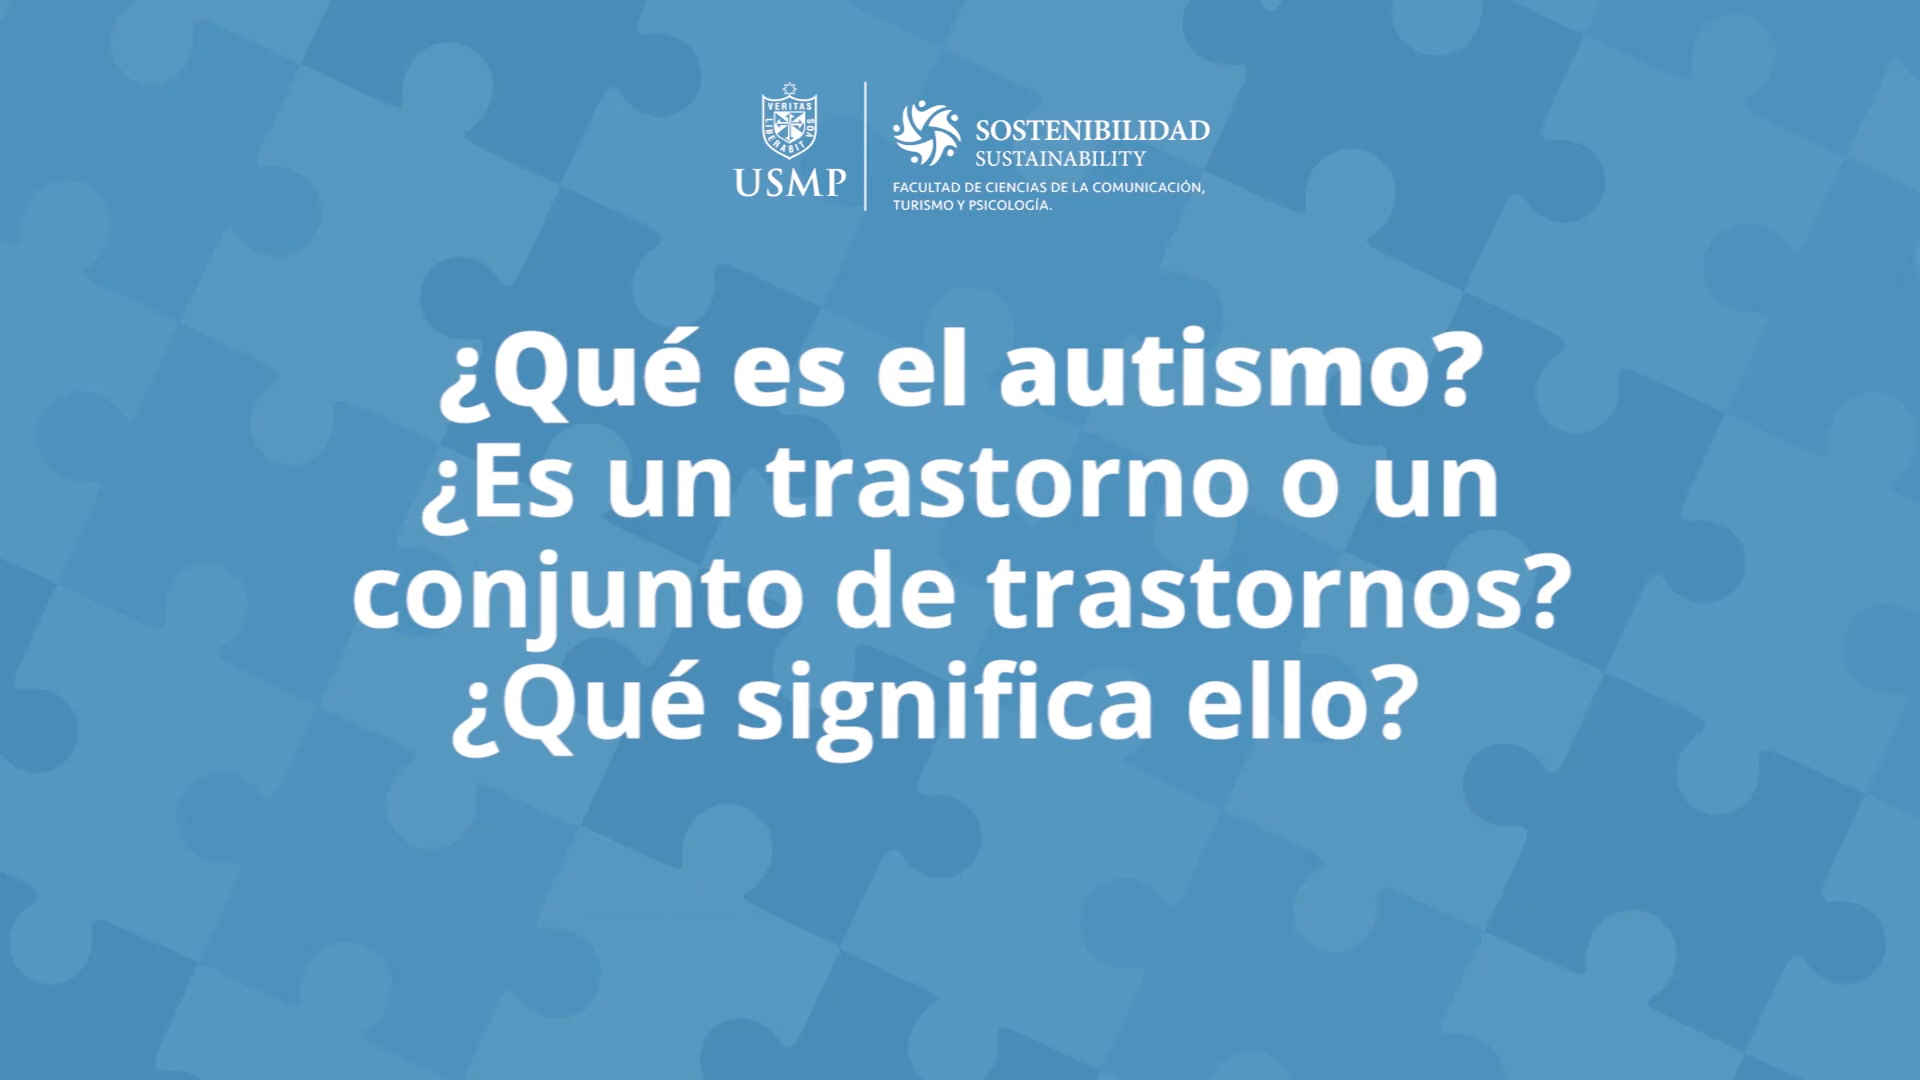 VERITAS
LIBERABIT VOS
USMP
SOSTENIBILIDAD
SUSTAINABILITY
FACULTAD DE CIENCIAS DE LA COMUNICACIÓN,
TURISMO Y PSICOLOGÍA.
¿Qué es el autismo?
¿Es un trastorno o un
conjunto de trastornos?
¿Qué significa ello?